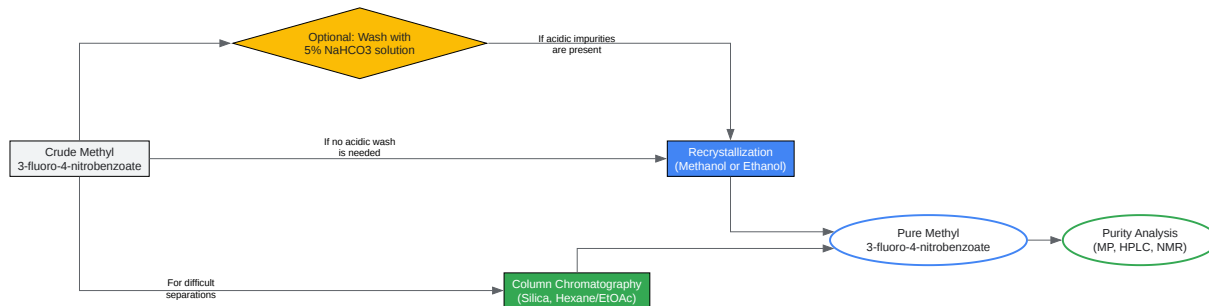 Optional: Wash with
5% NaHCO3 solution
If acidic impurities
are present
Crude Methyl
3-fluoro-4-nitrobenzoate
If no acidic wash
is needed
Recrystallization
(Methanol or Ethanol)
Pure Methyl
3-fluoro-4-nitrobenzoate
Purity Analysis
(MP, HPLC, NMR)
For difficult
separations
Column Chromatography
(Silica, Hexane/EtOAc)